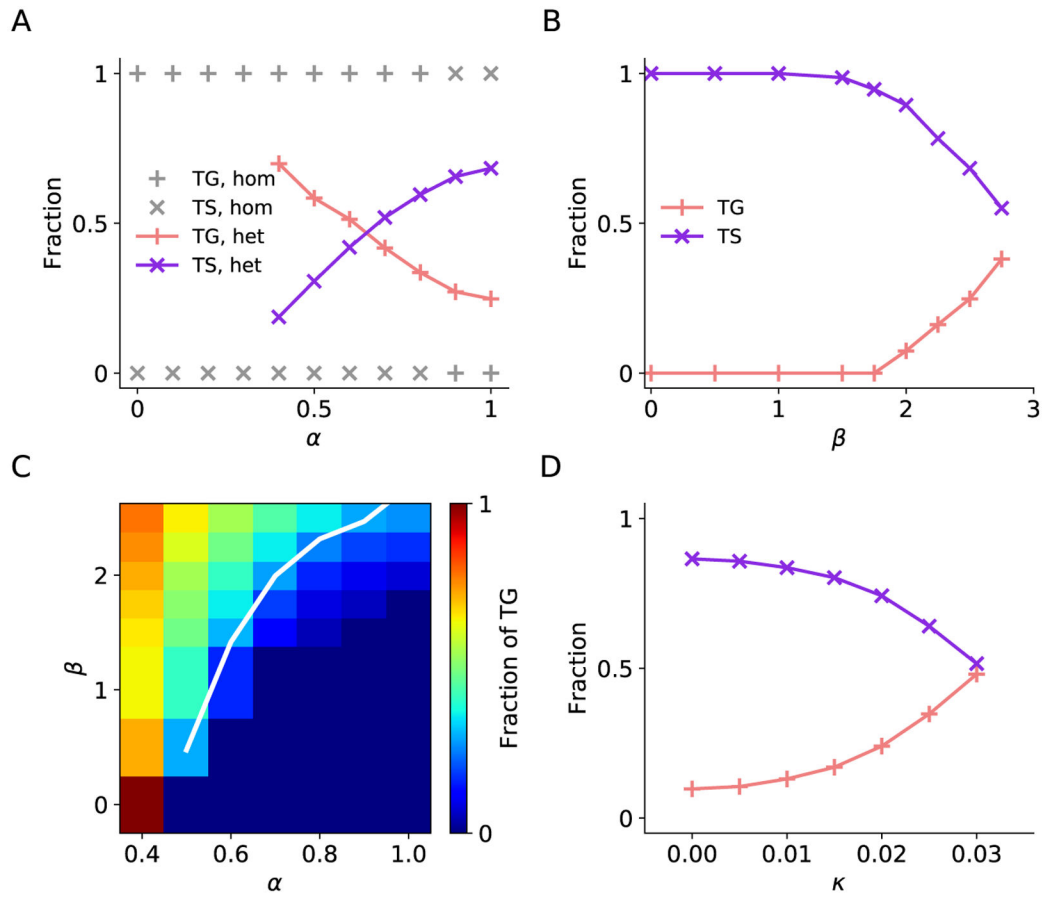 A
1
0.5
0
Fraction
TG, hom
TS, hom
TG, het
TS, het
0
0.5
1
α
B
1
0.5
0
Fraction
TG
TS
0
1
2
3
β
C
2
1
0
β
0.4
0.6
0.8
1.0
α
1
0
Fraction of TG
D
1
0.5
0
Fraction
0.00
0.01
0.02
0.03
κ